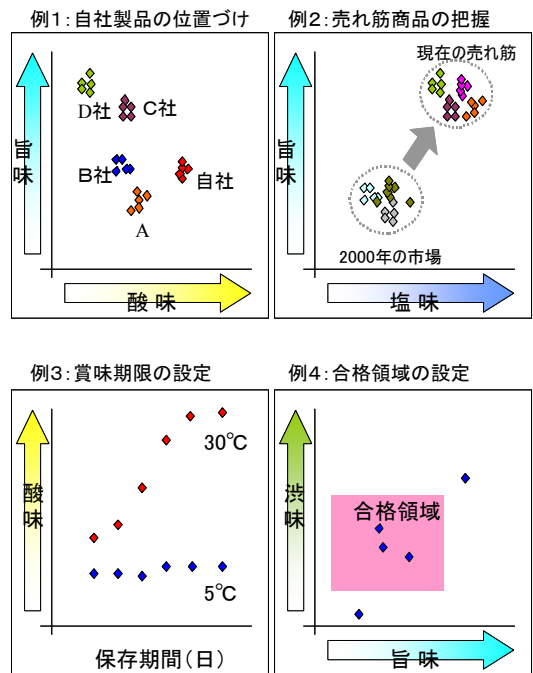 例1:自社製品の位置づけ
旨味
D社
C社
B社
自社
A
酸味
例2:売れ筋商品の把握
現在の売れ筋
旨味
2000年の市場
塩味
例3:賞味期限の設定
酸味
30℃
5℃
保存期間(日)
例4:合格領域の設定
渋味
合格領域
旨味